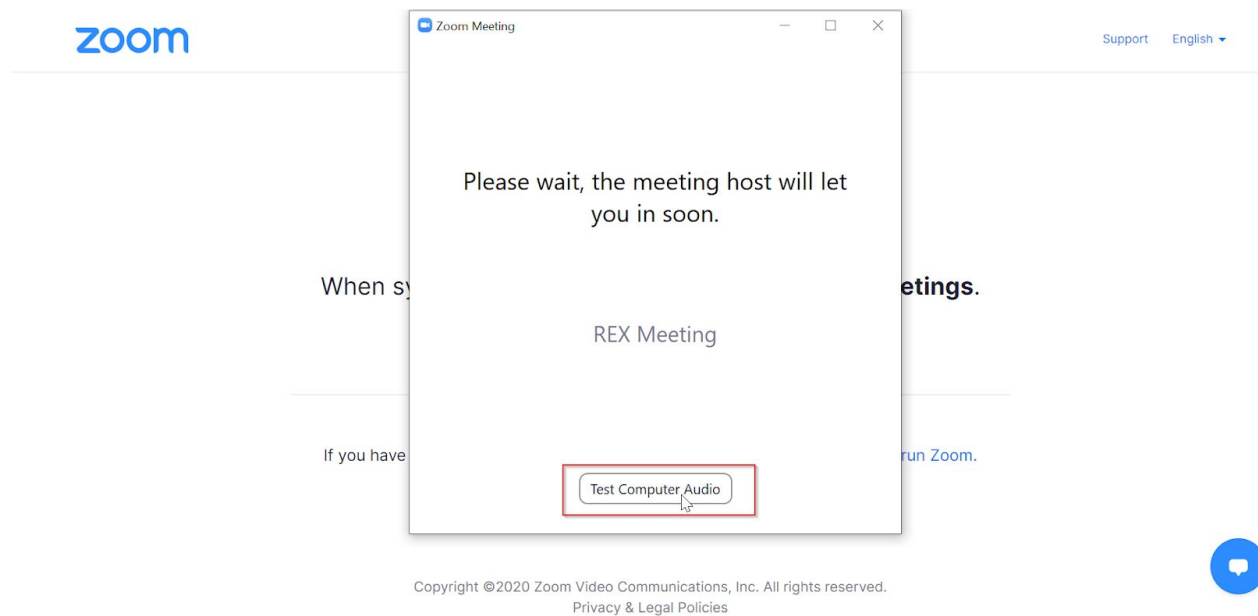 zoom
Zoom Meeting
Support English
Please wait, the meeting host will let
you in soon.
When sy
etings.
REX Meeting
If you have
run Zoom.
Test Computer Audio
Copyright ©2020 Zoom Video Communications, Inc. All rights reserved.
Privacy & Legal Policies